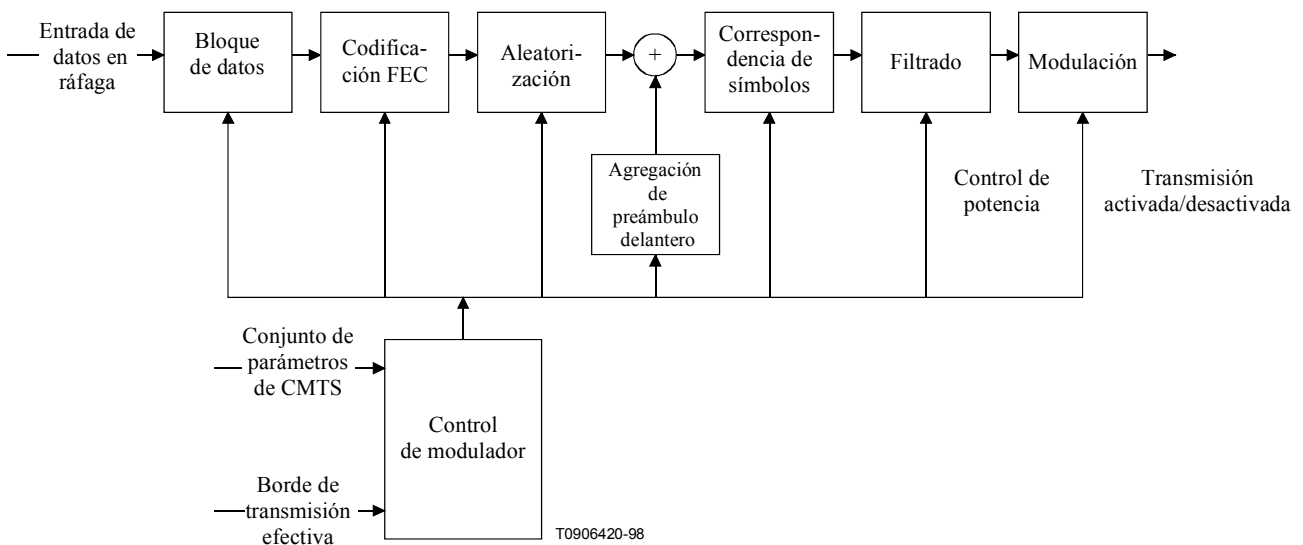 Entrada de
datos en
ráfaga
Bloque
de datos
Codifica-
ción FEC
Aleatori-
zación
+
Correspon-
dencia de
símbolos
Filtrado
Modulación
Agregación
de
preámbulo
delantero
Control de
potencia
Transmisión
activada/desactivada
Conjunto de
parámetros
de CMTS
Control
de modulador
Borde de
transmisión
efectiva
T0906420-98